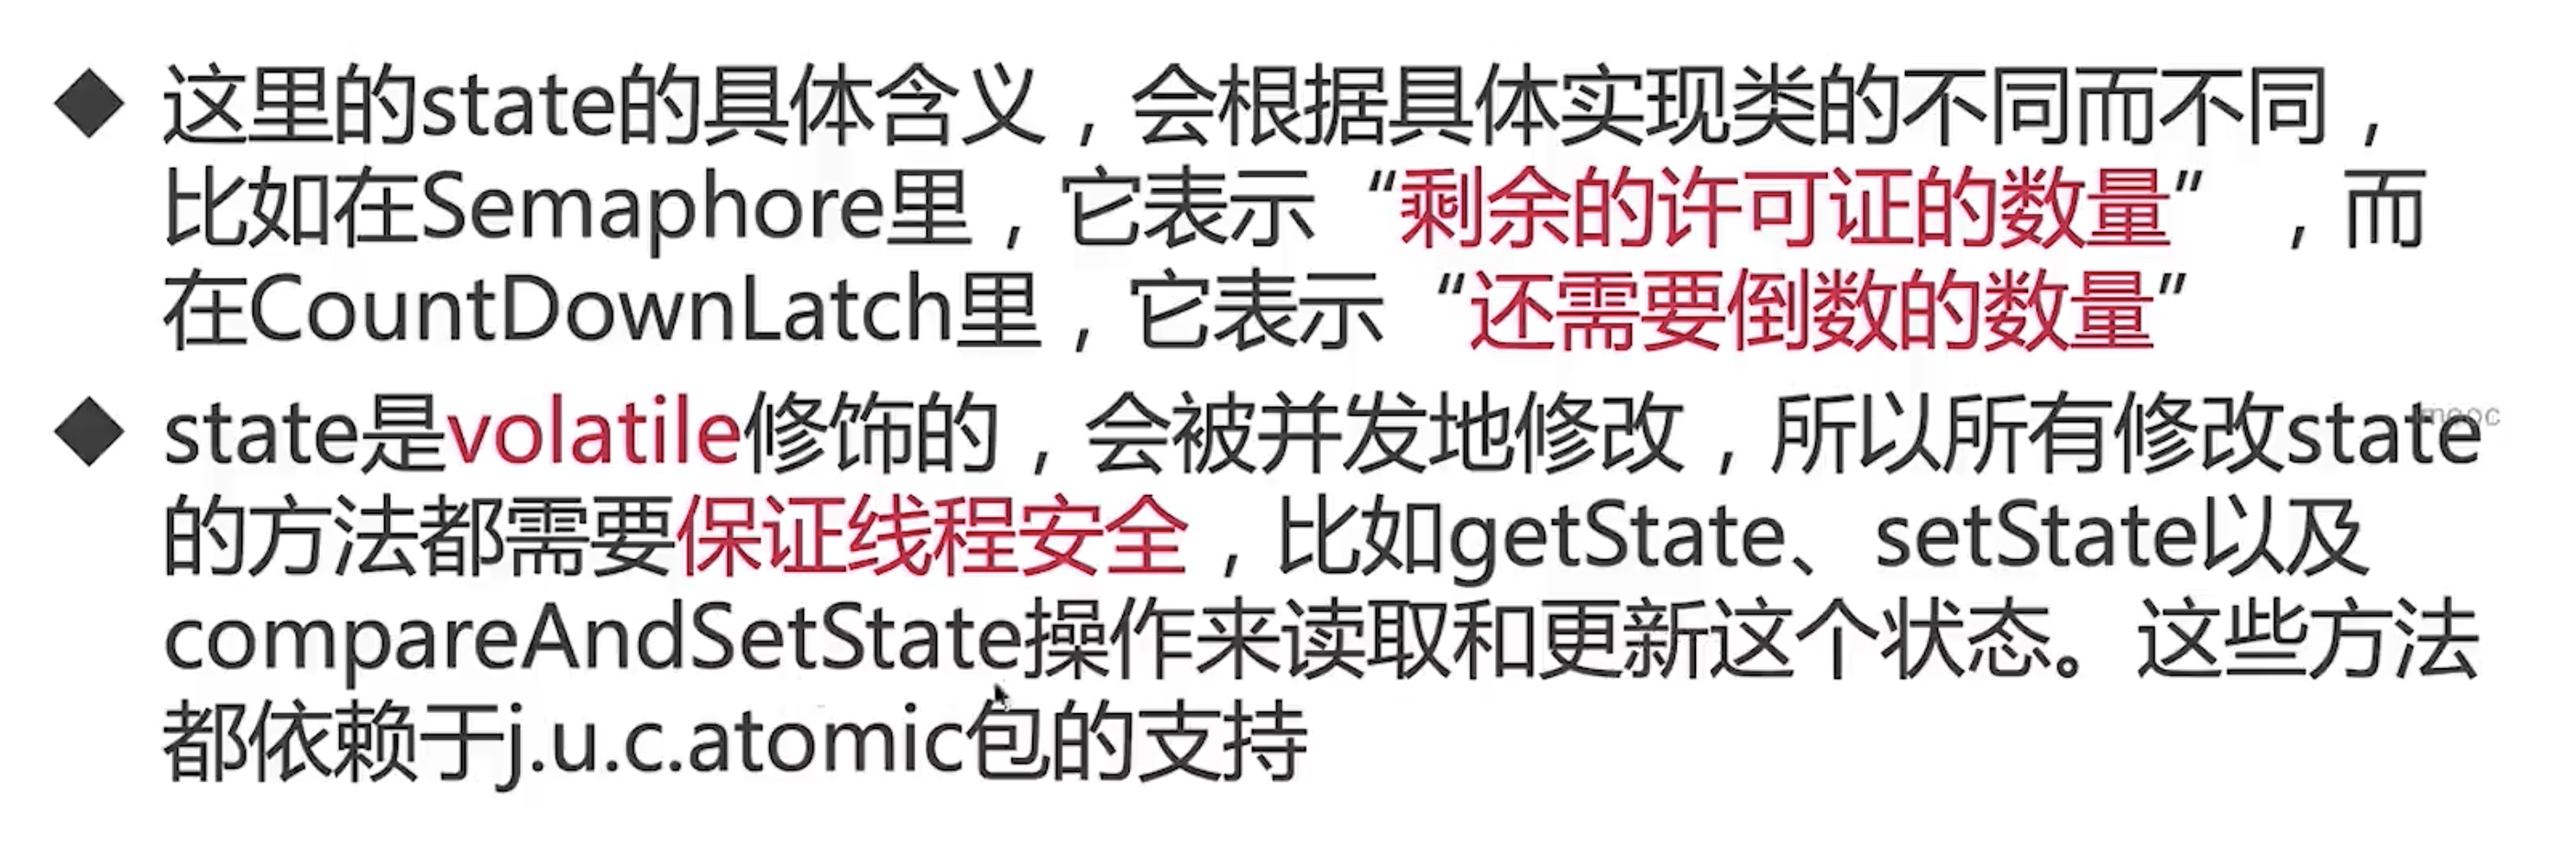 ◆ 这里的state的具体含义，会根据具体实现类的不同而不同，
比如在Semaphore里，它表示“剩余的许可证的数量”，而
在CountDownLatch里，它表示“还需要倒数的数量”
◆ state是volatile修饰的，会被并发地修改，所以所有修改state
的方法都需要保证线程安全，比如getState、setState以及
compareAndSetState操作来读取和更新这个状态。这些方法
都依赖于j.u.c.atomic包的支持